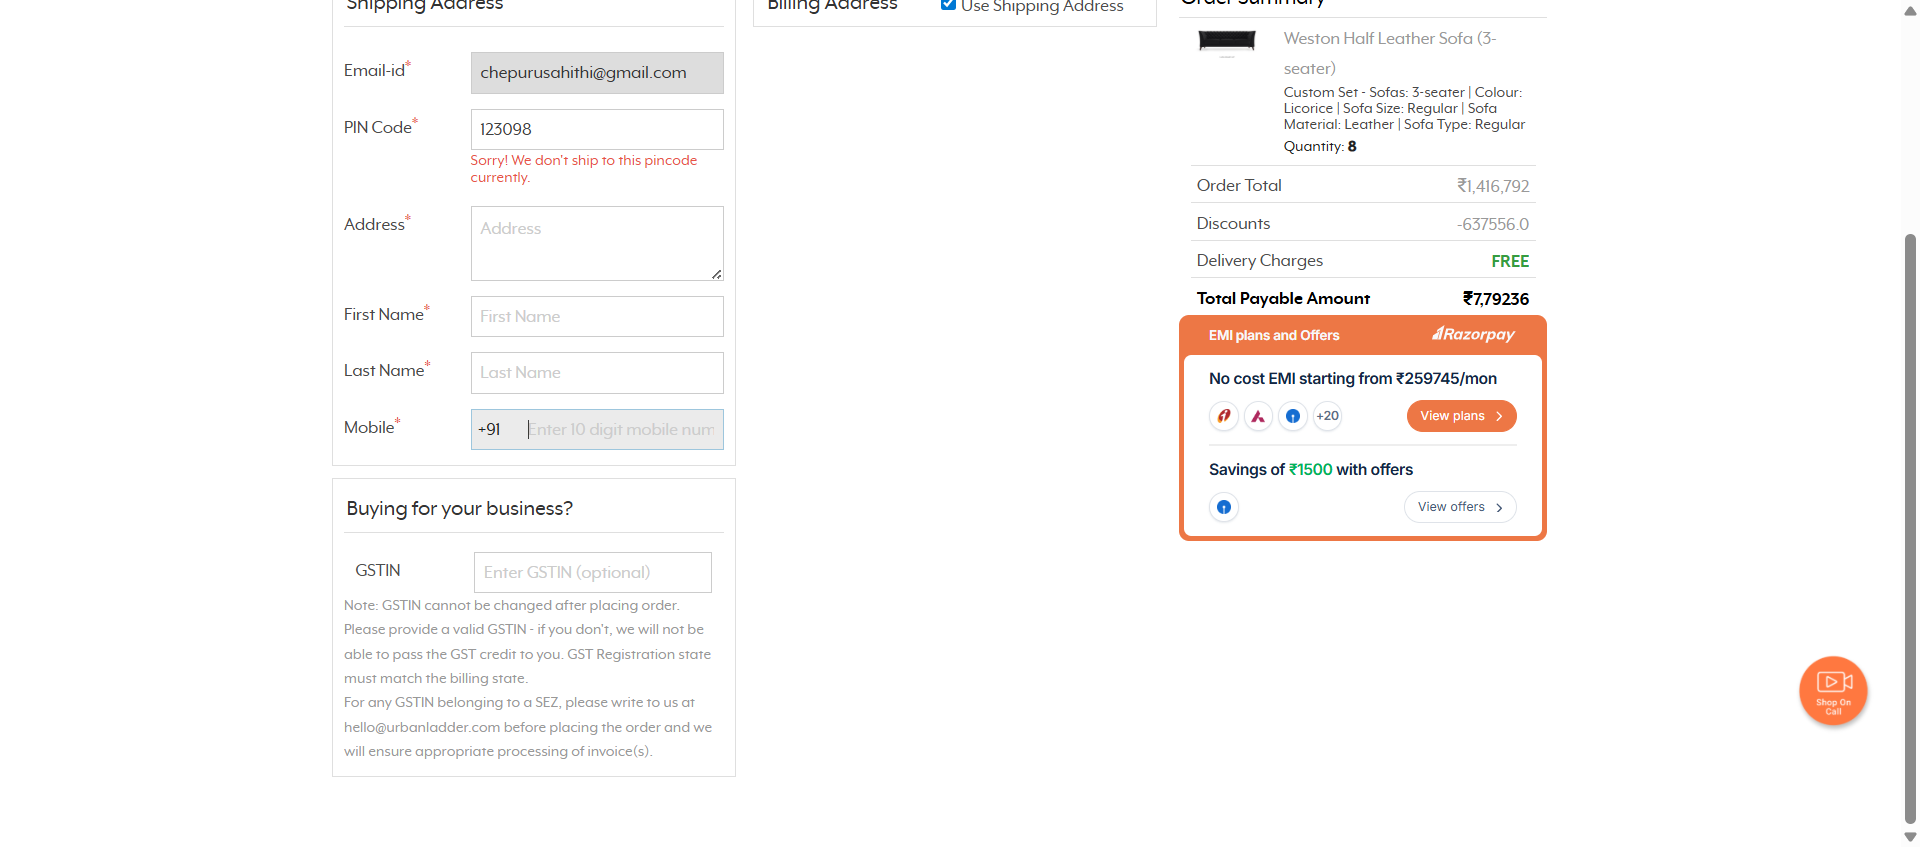 Shipping Address
Email-id*
chepurusahithi@gmail.com
PIN Code*
123098
Sorry! We don't ship to this pincode
currently.
Address*
Address
First Name*
First Name
Last Name*
Last Name
Mobile*
+91
Enter 10 digit mobile num
Buying for your business?
GSTIN
Enter GSTIN (optional)
Note: GSTIN cannot be changed after placing order.
Please provide a valid GSTIN - if you don't, we will not be
able to pass the GST credit to you. GST Registration state
must match the billing state.
For any GSTIN belonging to a SEZ, please write to us at
hello@urbanladder.com before placing the order and we
will ensure appropriate processing of invoice(s).
Billing Address
Use Shipping Address
Order Summary
Weston Half Leather Sofa (3-
seater)
Custom Set - Sofas: 3-seater | Colour:
Licorice | Sofa Size: Regular | Sofa
Material: Leather | Sofa Type: Regular
Quantity: 8
Order Total ₹1,416,792
Discounts -637556.0
Delivery Charges FREE
Total Payable Amount ₹7,79236
EMI plans and Offers Razorpay
No cost EMI starting from ₹259745/mon
+20
View plans
Savings of ₹1500 with offers
View offers
Shop On
Call